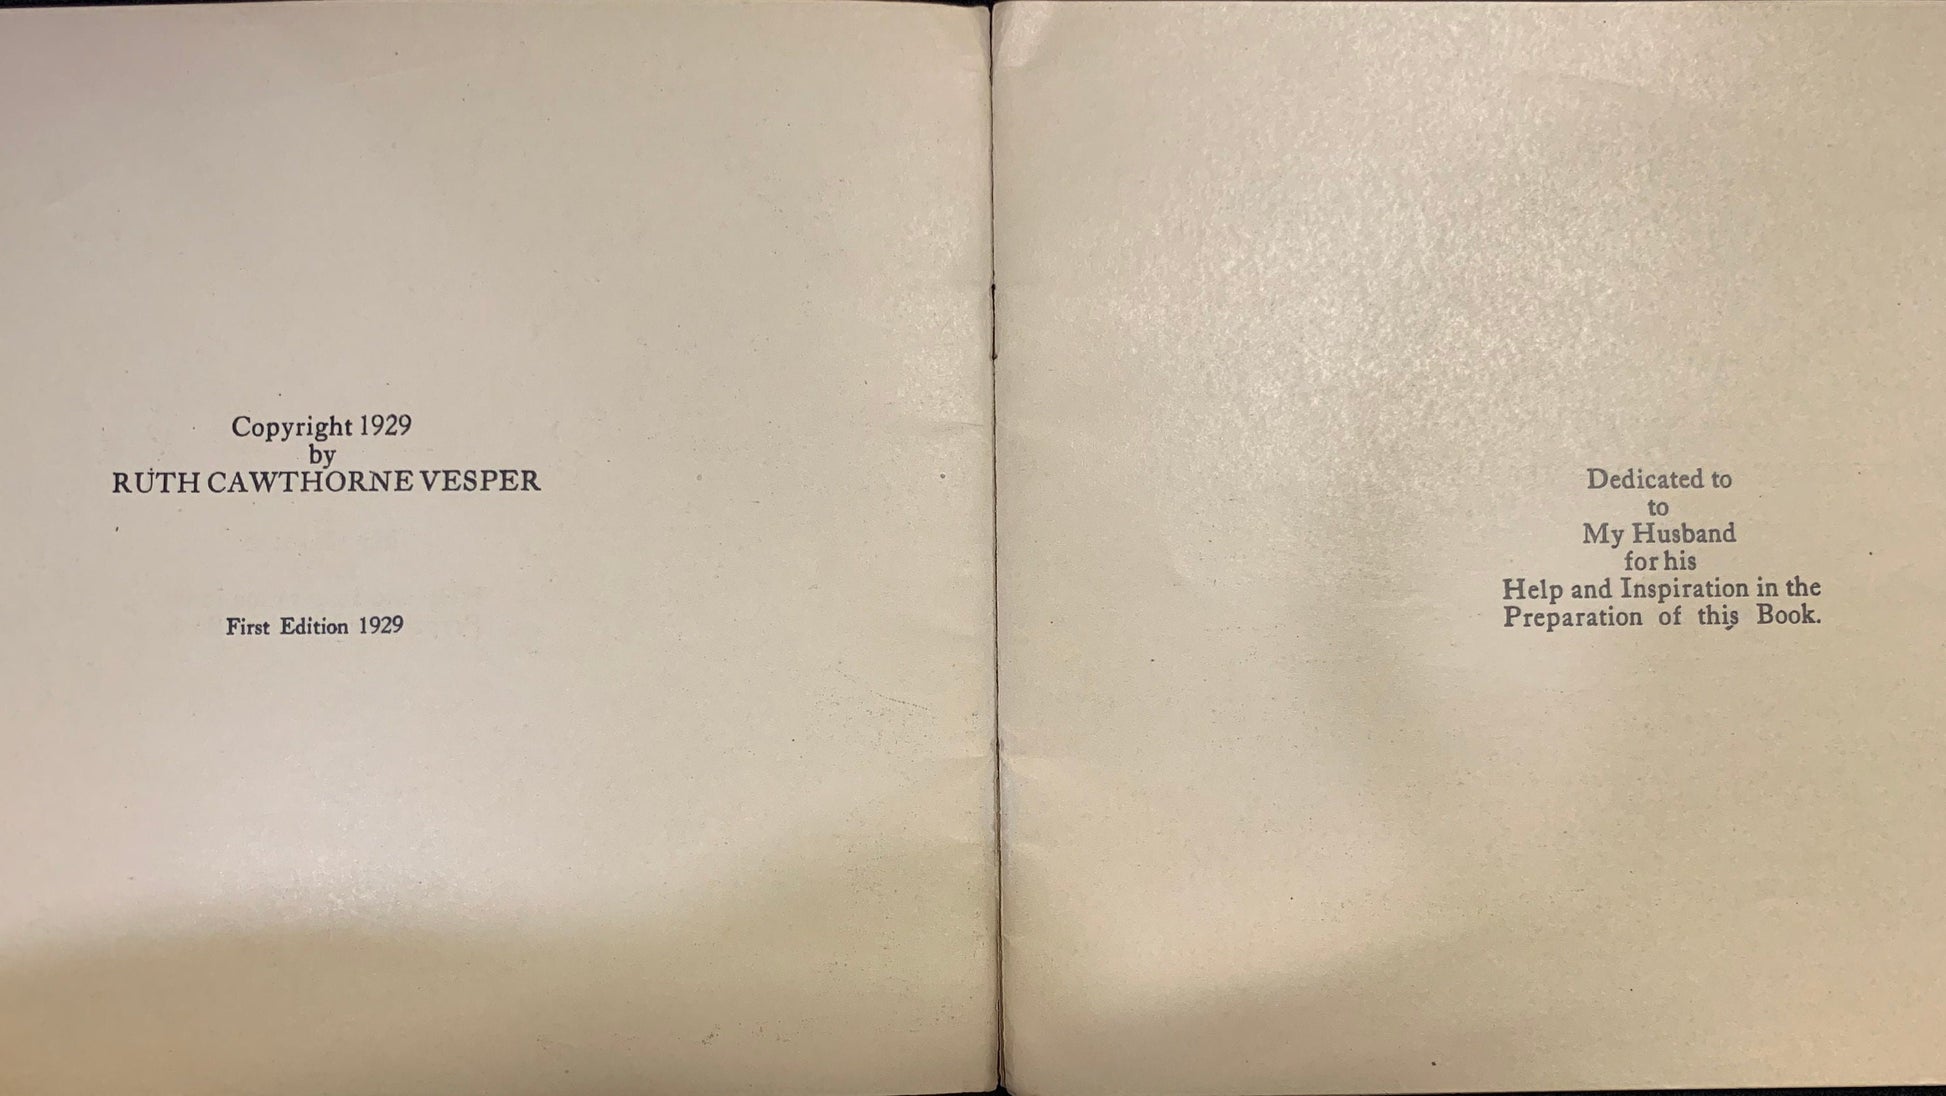 Copyright 1929
by
RUTH CAWTHORNE VESPER
First Edition 1929
Dedicated to
to
My Husband
for his
Help and Inspiration in the
Preparation of this Book.